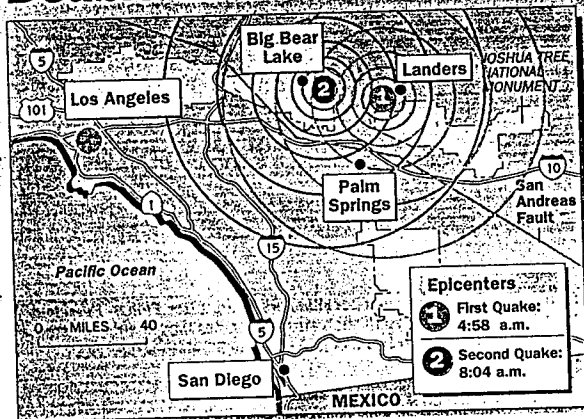 5
101
Los Angeles
Big Bear
Lake
2
1
Landers
JOSHUA TREE
NATIONAL
MONUMENT
Palm
Springs
10
San
Andreas
Fault
1
15
Pacific Ocean
0 MILES 40
5
San Diego
MEXICO
Epicenters
1 First Quake:
4:58 a.m.
2 Second Quake:
8:04 a.m.